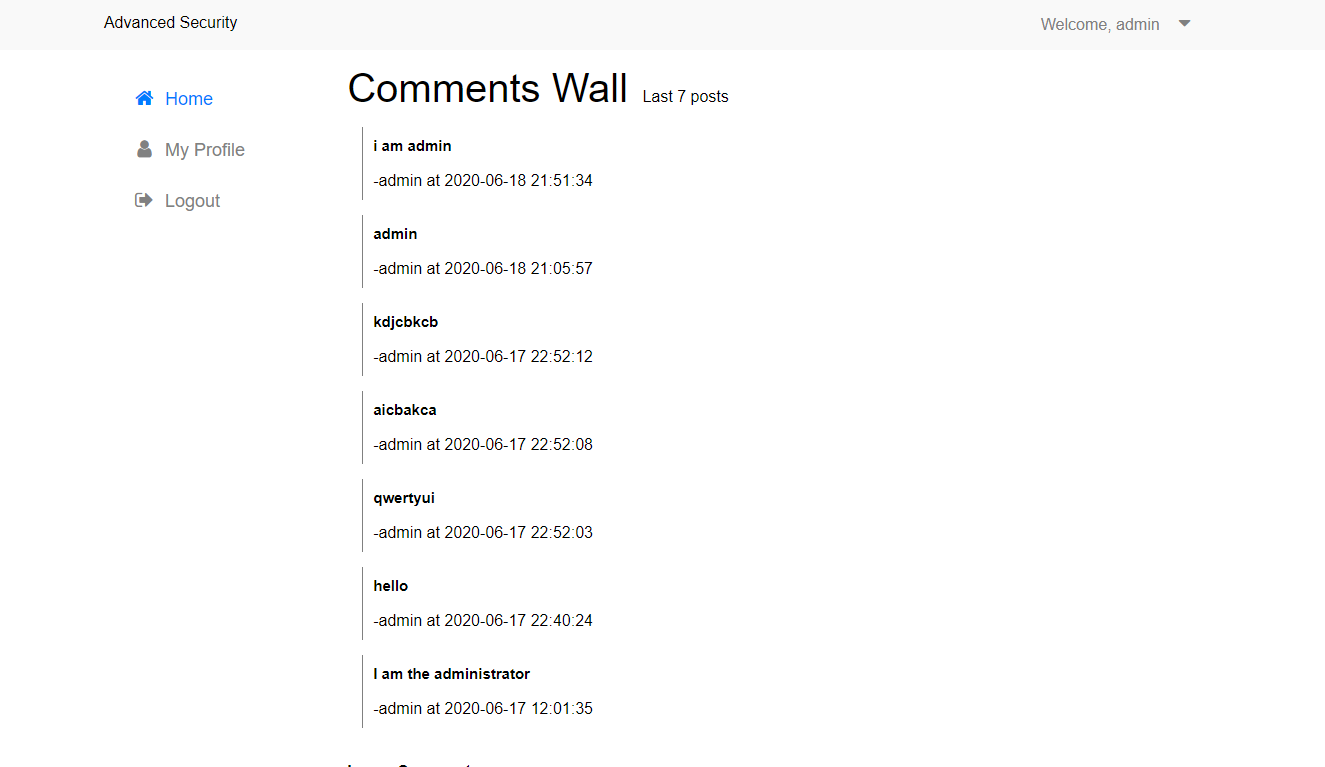 Advanced Security
Welcome, admin
Home
My Profile
Logout
Comments Wall Last 7 posts
i am admin
-admin at 2020-06-18 21:51:34
admin
-admin at 2020-06-18 21:05:57
kdjcbkcb
-admin at 2020-06-17 22:52:12
aicbakca
-admin at 2020-06-17 22:52:08
qwertyui
-admin at 2020-06-17 22:52:03
hello
-admin at 2020-06-17 22:40:24
I am the administrator
-admin at 2020-06-17 12:01:35